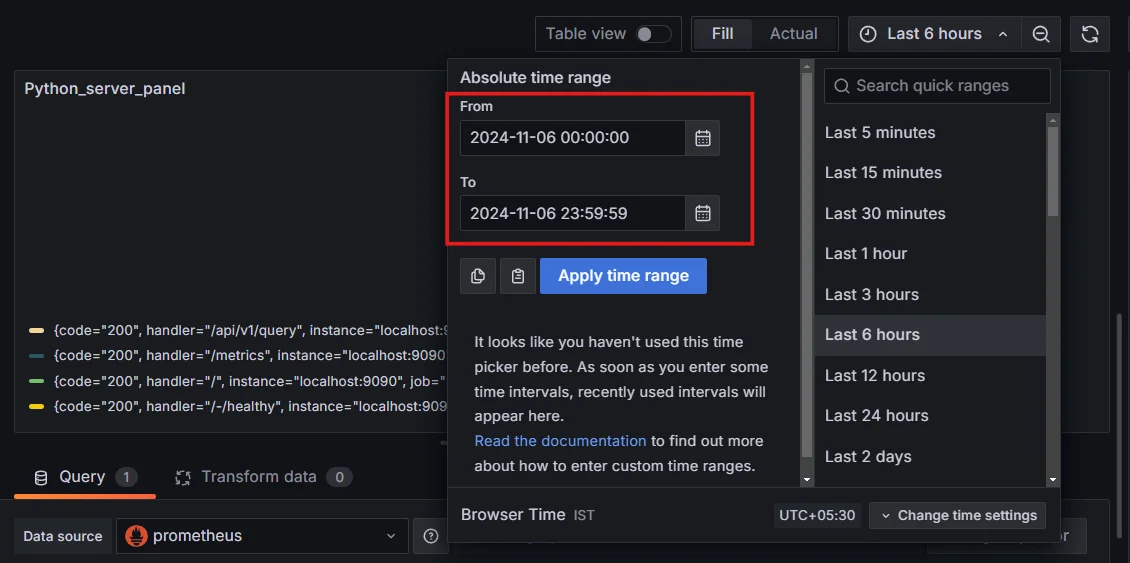 Table view
Fill
Actual
Last 6 hours
Python_server_panel
Absolute time range
From
2024-11-06 00:00:00
To
2024-11-06 23:59:59
Apply time range
It looks like you haven't used this time
picker before. As soon as you enter some
time intervals, recently used intervals will
appear here.
Read the documentation to find out more
about how to enter custom time ranges.
Search quick ranges
Last 5 minutes
Last 15 minutes
Last 30 minutes
Last 1 hour
Last 3 hours
Last 6 hours
Last 12 hours
Last 24 hours
Last 2 days
Browser Time IST
UTC+05:30
Change time settings
{code="200", handler="/api/v1/query", instance="localhost:9
{code="200", handler="/metrics", instance="localhost:9090
{code="200", handler="/", instance="localhost:9090", job="
{code="200", handler="/-/healthy", instance="localhost:909
Query 1
Transform data 0
Data source
prometheus